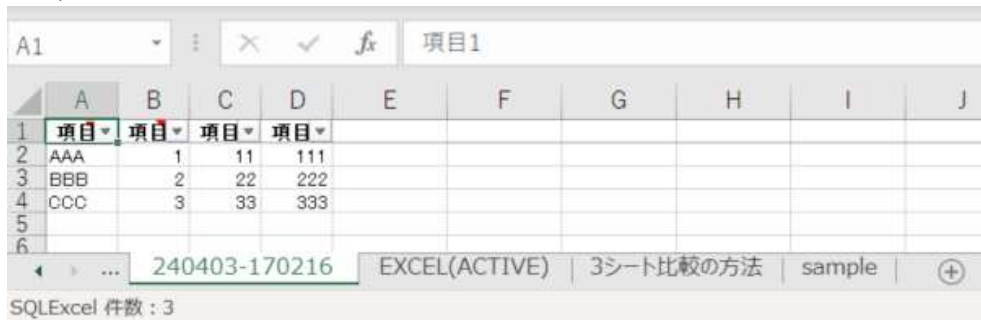 A1 fx 項目1
A B C D E F G H I J
1 項目 項目 項目 項目
2 AAA 1 11 111
3 BBB 2 22 222
4 CCC 3 33 333
5
6
... 240403-170216 EXCEL(ACTIVE) 3シート比較の方法 sample
SQLExcel 件数：3